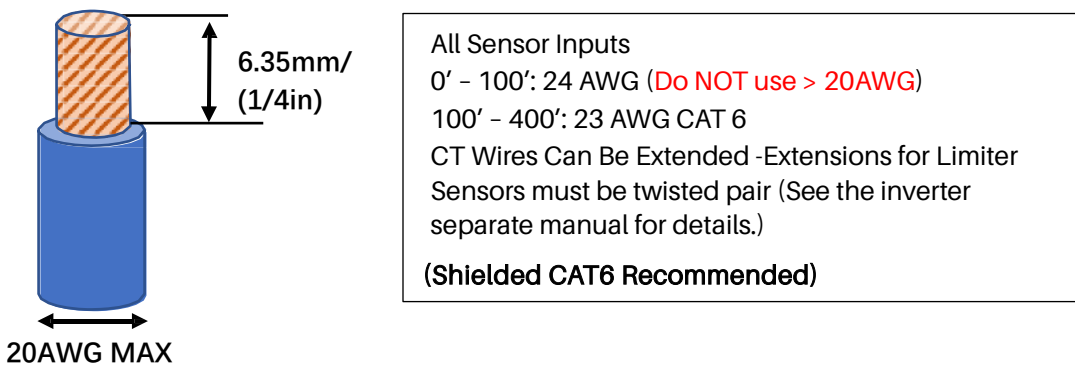 6.35mm/
(1/4in)
20AWG MAX
All Sensor Inputs
0’ – 100’: 24 AWG (Do NOT use > 20AWG)
100’ – 400’: 23 AWG CAT 6
CT Wires Can Be Extended -Extensions for Limiter
Sensors must be twisted pair (See the inverter
separate manual for details.)
(Shielded CAT6 Recommended)